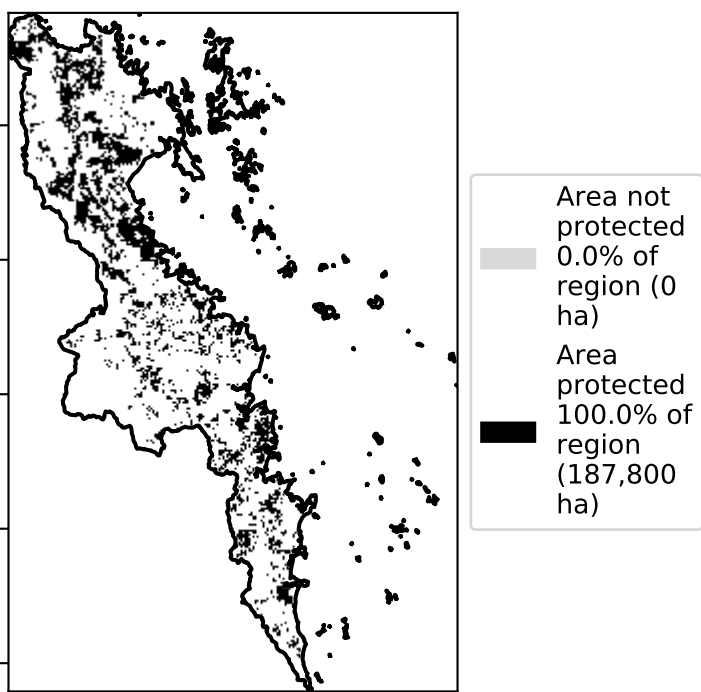 Area not
protected
0.0% of
region (0
ha)
Area
protected
100.0% of
region
(187,800
ha)